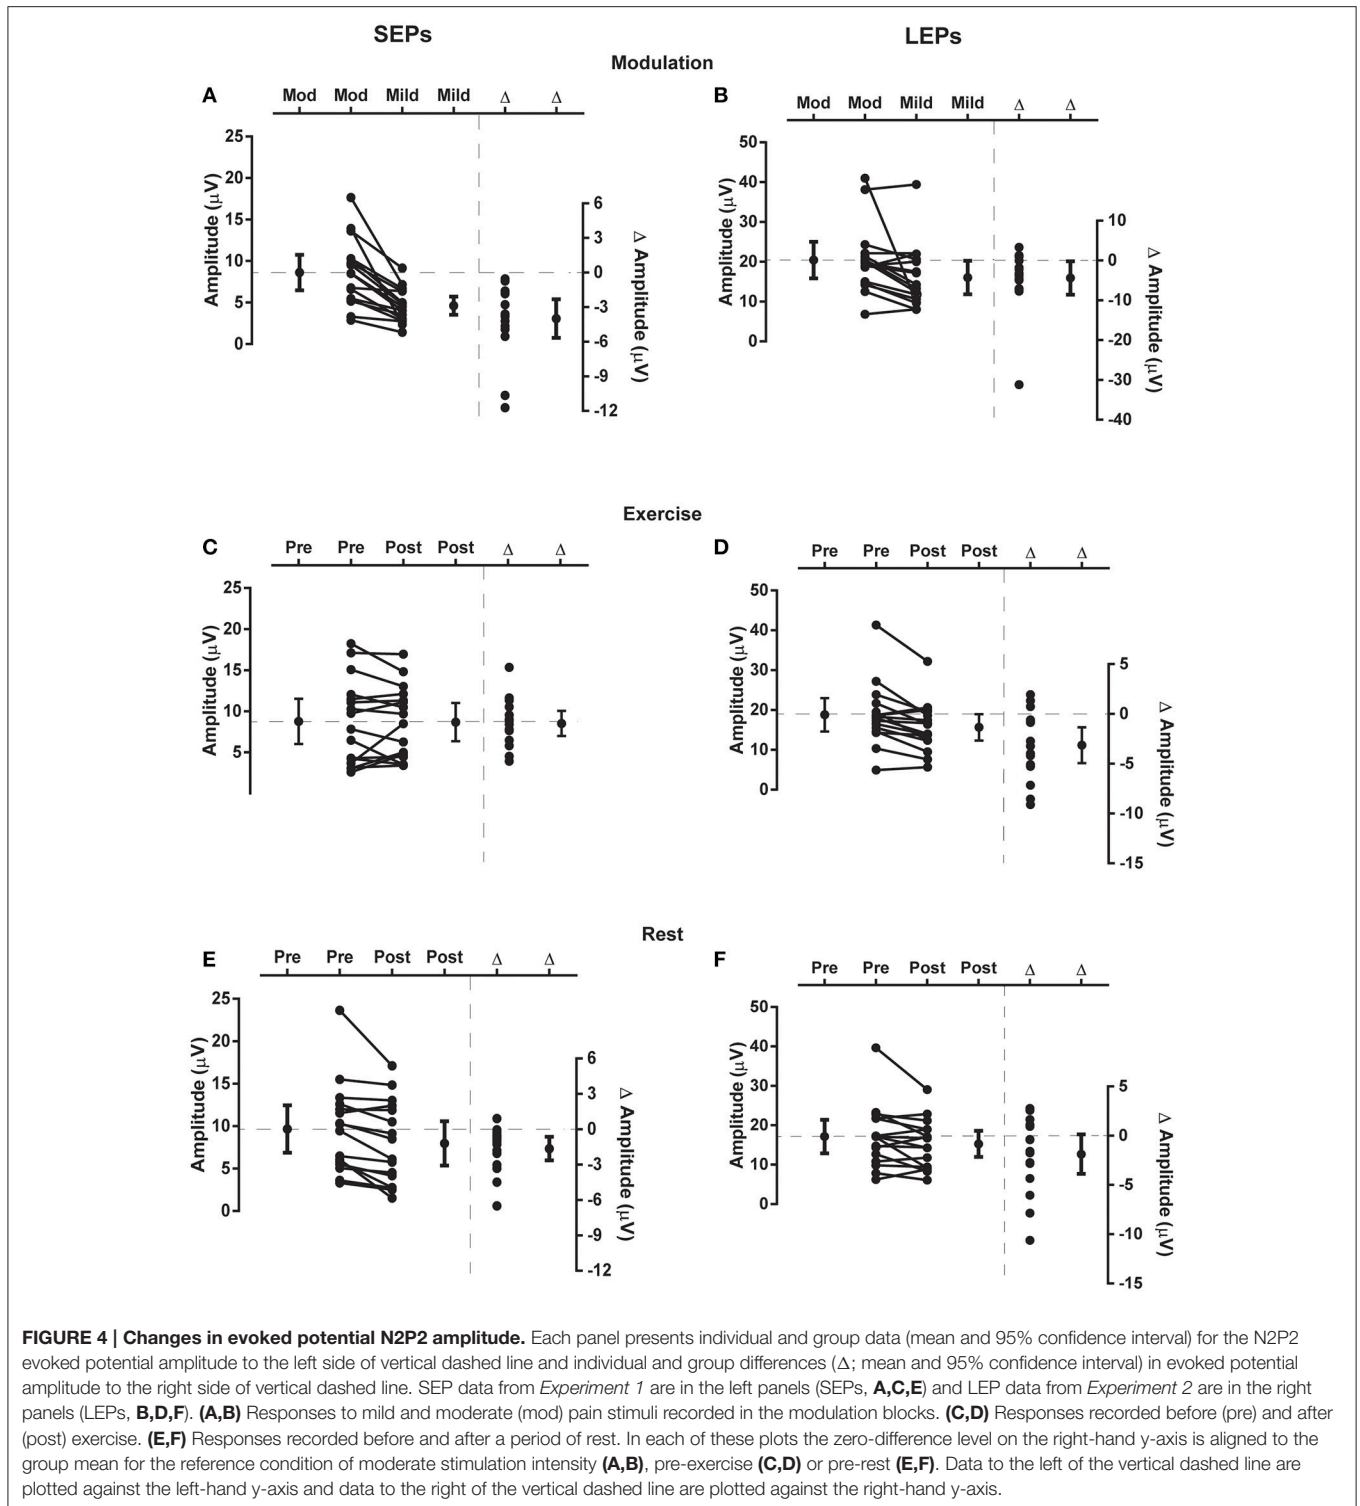 SEPs
LEPs
Modulation
A
Mod Mod Mild Mild Δ Δ
25
20
15
10
5
0
Amplitude (μV)
6
3
0
-3
-6
-9
-12
Δ Amplitude (μV)
B
Mod Mod Mild Mild Δ Δ
50
40
30
20
10
0
Amplitude (μV)
10
0
-10
-20
-30
-40
Δ Amplitude (μV)
Exercise
C
Pre Pre Post Post Δ Δ
25
20
15
10
5
Amplitude (μV)
D
Pre Pre Post Post Δ Δ
50
40
30
20
10
0
Amplitude (μV)
5
0
-5
-10
-15
Δ Amplitude (μV)
Rest
E
Pre Pre Post Post Δ Δ
25
20
15
10
5
0
Amplitude (μV)
6
3
0
-3
-6
-9
-12
Δ Amplitude (μV)
F
Pre Pre Post Post Δ Δ
50
40
30
20
10
0
Amplitude (μV)
5
0
-5
-10
-15
Δ Amplitude (μV)
FIGURE 4 | Changes in evoked potential N2P2 amplitude. Each panel presents individual and group data (mean and 95% confidence interval) for the N2P2
evoked potential amplitude to the left side of vertical dashed line and individual and group differences (Δ; mean and 95% confidence interval) in evoked potential
amplitude to the right side of vertical dashed line. SEP data from Experiment 1 are in the left panels (SEPs, A,C,E) and LEP data from Experiment 2 are in the right
panels (LEPs, B,D,F). (A,B) Responses to mild and moderate (mod) pain stimuli recorded in the modulation blocks. (C,D) Responses recorded before (pre) and after
(post) exercise. (E,F) Responses recorded before and after a period of rest. In each of these plots the zero-difference level on the right-hand y-axis is aligned to the
group mean for the reference condition of moderate stimulation intensity (A,B), pre-exercise (C,D) or pre-rest (E,F). Data to the left of the vertical dashed line are
plotted against the left-hand y-axis and data to the right of the vertical dashed line are plotted against the right-hand y-axis.